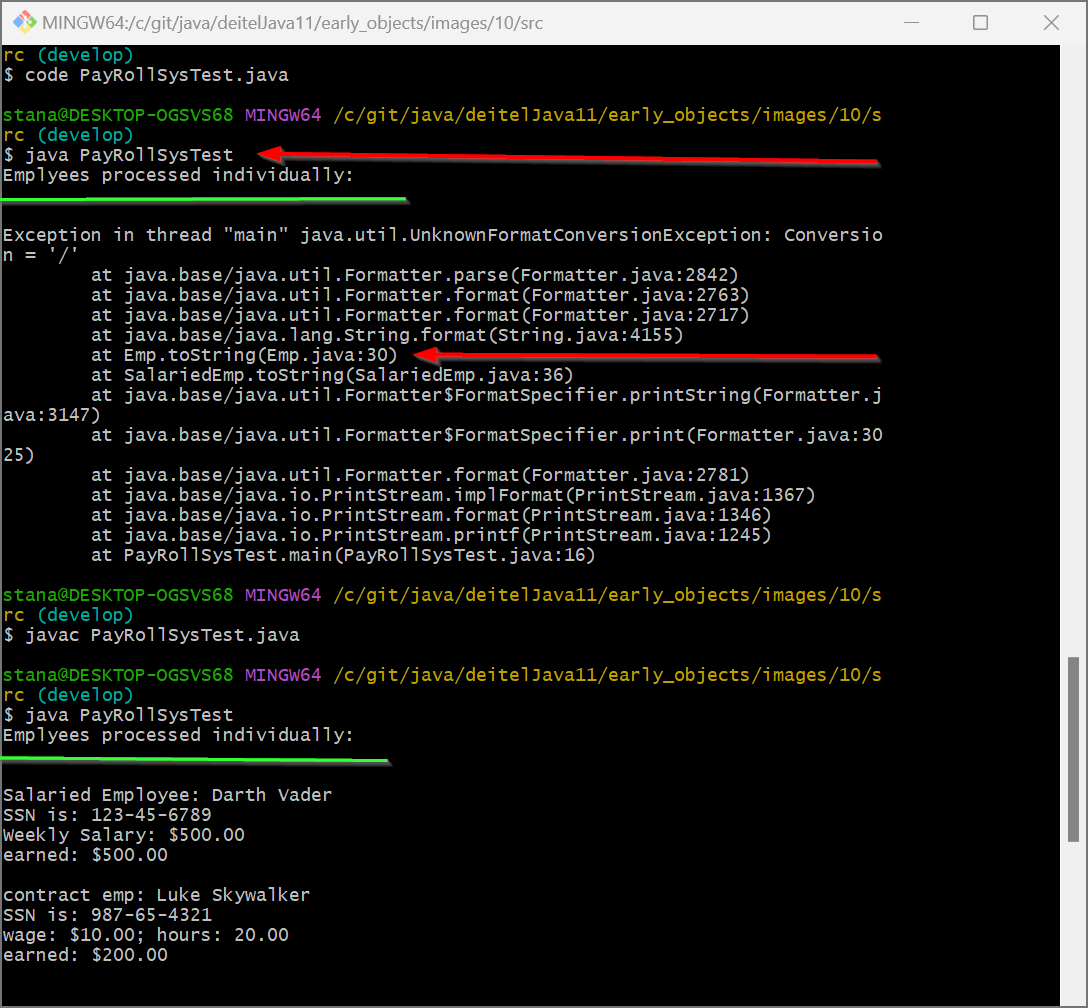 MINGW64:/c/git/java/deitelJava11/early_objects/images/10/src
rc (develop)
$ code PayRollSysTest.java
stana@DESKTOP-OGSVS68 MINGW64 /c/git/java/deitelJava11/early_objects/images/10/s
rc (develop)
$ java PayRollSysTest
Emplyees processed individually:
Exception in thread "main" java.util.UnknownFormatConversionException: Conversio
n = '/'
        at java.base/java.util.Formatter.parse(Formatter.java:2842)
        at java.base/java.util.Formatter.format(Formatter.java:2763)
        at java.base/java.util.Formatter.format(Formatter.java:2717)
        at java.base/java.lang.String.format(String.java:4155)
        at Emp.toString(Emp.java:30)
        at SalariedEmp.toString(SalariedEmp.java:36)
        at java.base/java.util.Formatter$FormatSpecifier.printString(Formatter.j
ava:3147)
        at java.base/java.util.Formatter$FormatSpecifier.print(Formatter.java:30
25)
        at java.base/java.util.Formatter.format(Formatter.java:2781)
        at java.base/java.io.PrintStream.implFormat(PrintStream.java:1367)
        at java.base/java.io.PrintStream.format(PrintStream.java:1346)
        at java.base/java.io.PrintStream.printf(PrintStream.java:1245)
        at PayRollSysTest.main(PayRollSysTest.java:16)
stana@DESKTOP-OGSVS68 MINGW64 /c/git/java/deitelJava11/early_objects/images/10/s
rc (develop)
$ javac PayRollSysTest.java
stana@DESKTOP-OGSVS68 MINGW64 /c/git/java/deitelJava11/early_objects/images/10/s
rc (develop)
$ java PayRollSysTest
Emplyees processed individually:
Salaried Employee: Darth Vader
SSN is: 123-45-6789
Weekly Salary: $500.00
earned: $500.00
contract emp: Luke Skywalker
SSN is: 987-65-4321
wage: $10.00; hours: 20.00
earned: $200.00